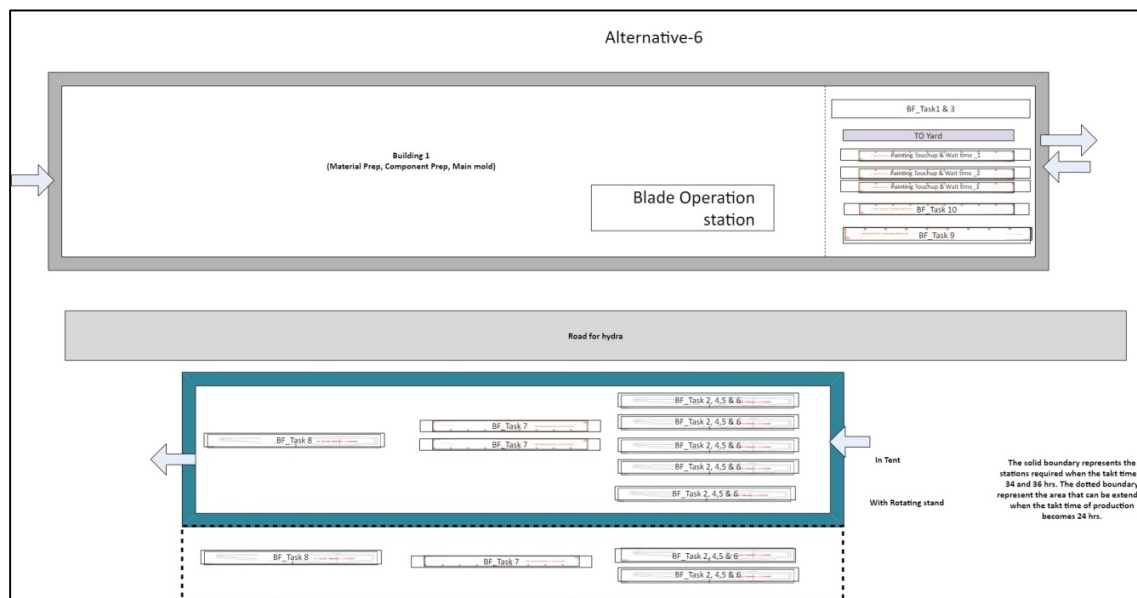 Alternative-6
BF_Task1 & 3
TO Yard
Building 1
(Material Prep, Component Prep, Main mold)
Painting Touchup & Wait time _1
Painting Touchup & Wait time _2
Painting Touchup & Wait time_3
Blade Operation
station
BF_Task 10
BF_Task 9
Road for hydra
BF_Task 2, 4,5 & 6
BF_Task 2, 4,5 & 6
BF_Task 2, 4,5 & 6
BF_Task 2, 4,5 & 6
BF_Task 2, 4,5 & 6
BF_Task 7
BF_Task 7
BF_Task 8
In Tent
With Rotating stand
The solid boundary represents the
stations required when the takt time
34 and 36 hrs. The dotted boundary
represent the area that can be extend
when the takt time of production
becomes 24 hrs.
BF_Task 8
BF_Task 7
BF_Task 2, 4,5 & 6
BF_Task 2, 4,5 & 6